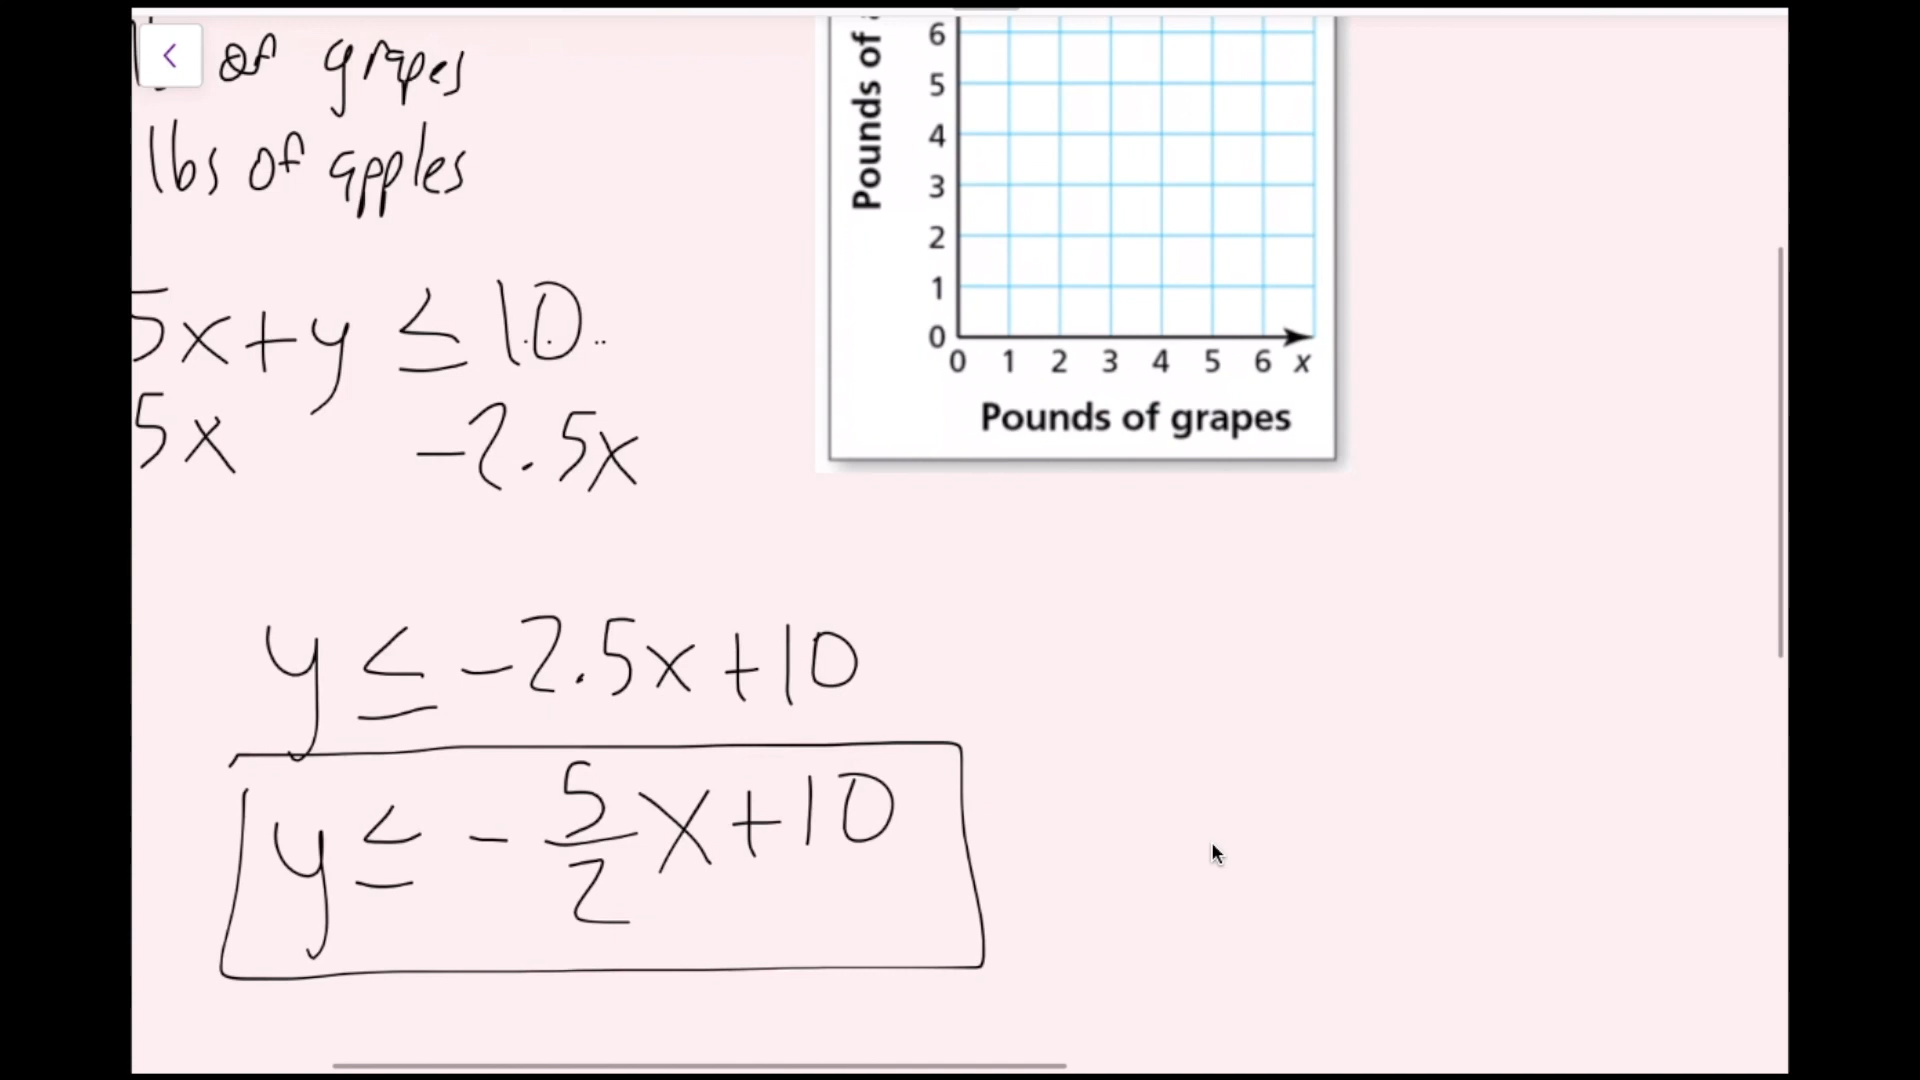 of grapes
lbs of apples
5x+y ≤ 10
5x -2.5x
y ≤ -2.5x+10
y ≤ - 5/2 x+10
Pounds of
6
5
4
3
2
1
0
0 1 2 3 4 5 6 x
Pounds of grapes